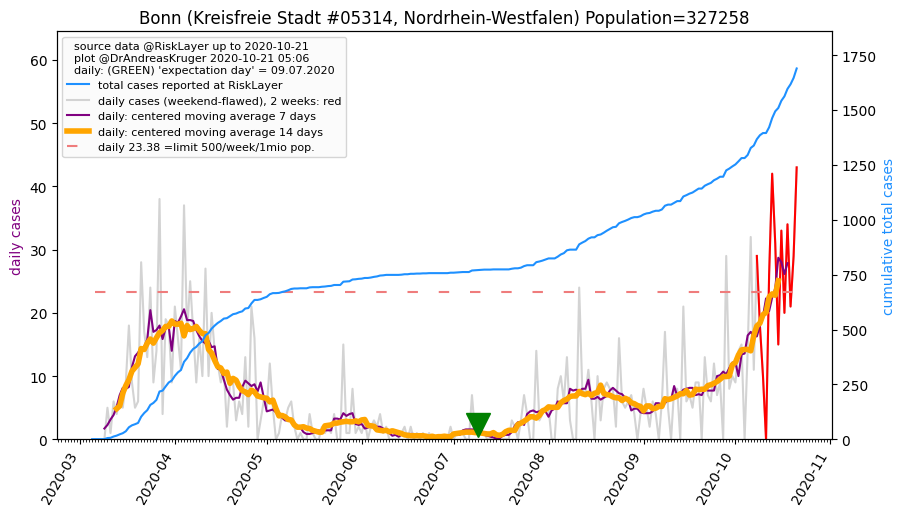 Bonn (Kreisfreie Stadt #05314, Nordrhein-Westfalen) Population=327258
source data @RiskLayer up to 2020-10-21
plot @DrAndreasKruger 2020-10-21 05:06
daily: (GREEN) 'expectation day' = 09.07.2020
total cases reported at RiskLayer
daily cases (weekend-flawed), 2 weeks: red
daily: centered moving average 7 days
daily: centered moving average 14 days
daily 23.38 =limit 500/week/1mio pop.
daily cases
60
50
40
30
20
10
0
cumulative total cases
1750
1500
1250
1000
750
500
250
0
2020-03
2020-04
2020-05
2020-06
2020-07
2020-08
2020-09
2020-10
2020-11